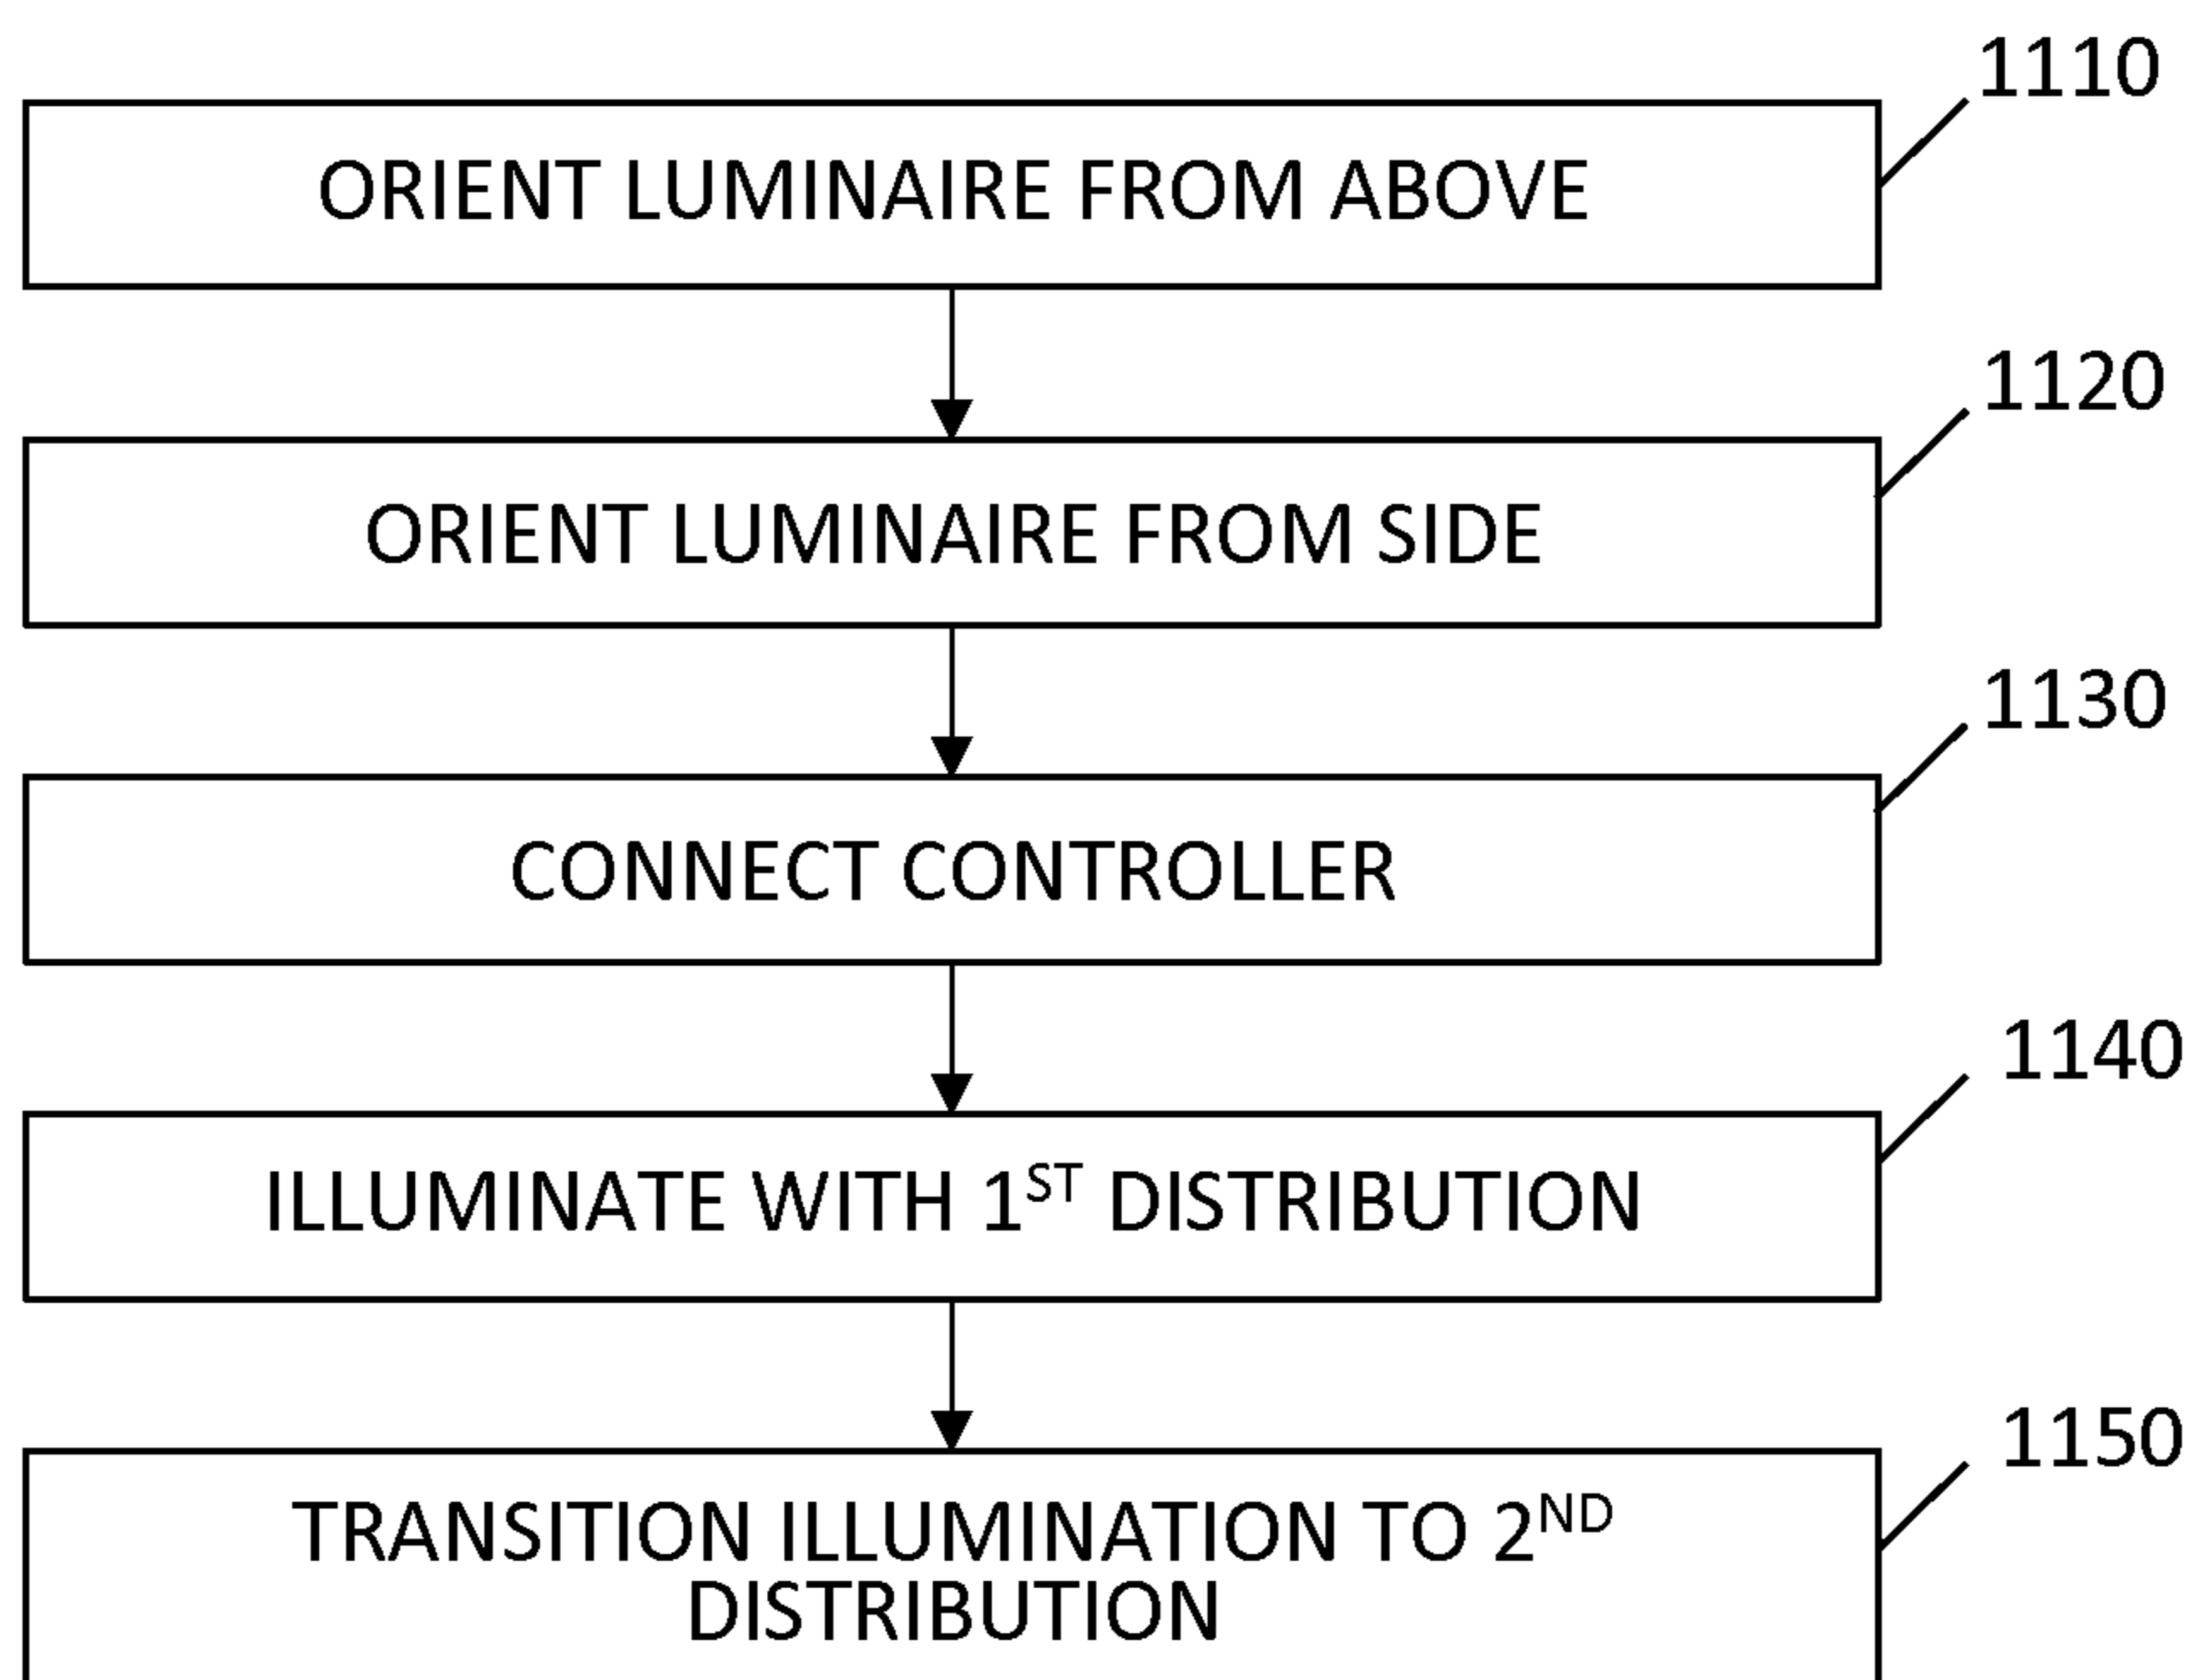 1110
ORIENT LUMINAIRE FROM ABOVE
1120
ORIENT LUMINAIRE FROM SIDE
1130
CONNECT CONTROLLER
1140
ILLUMINATE WITH 1ST DISTRIBUTION
1150
TRANSITION ILLUMINATION TO 2ND
DISTRIBUTION